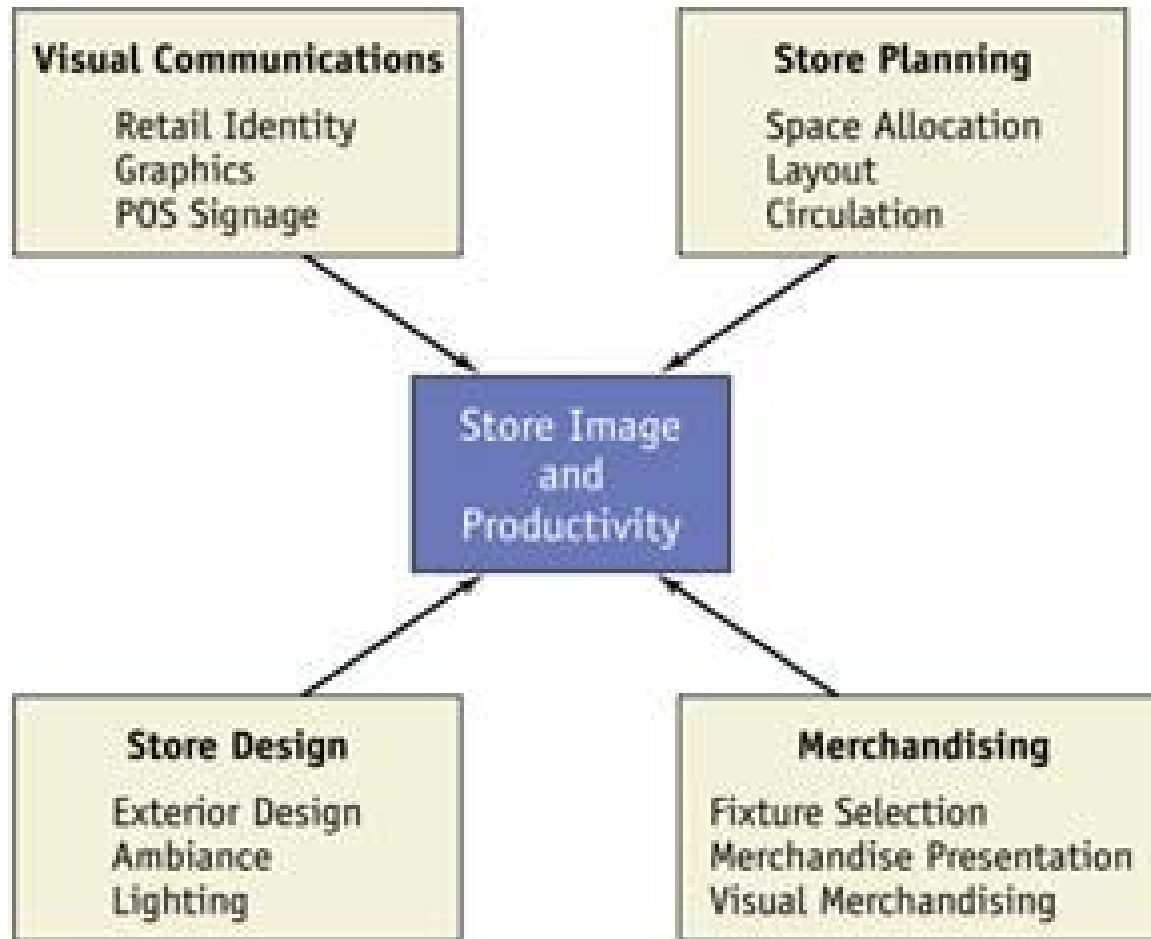 Visual Communications
Retail Identity
Graphics
POS Signage
Store Planning
Space Allocation
Layout
Circulation
Store Image
and
Productivity
Store Design
Exterior Design
Ambiance
Lighting
Merchandising
Fixture Selection
Merchandise Presentation
Visual Merchandising